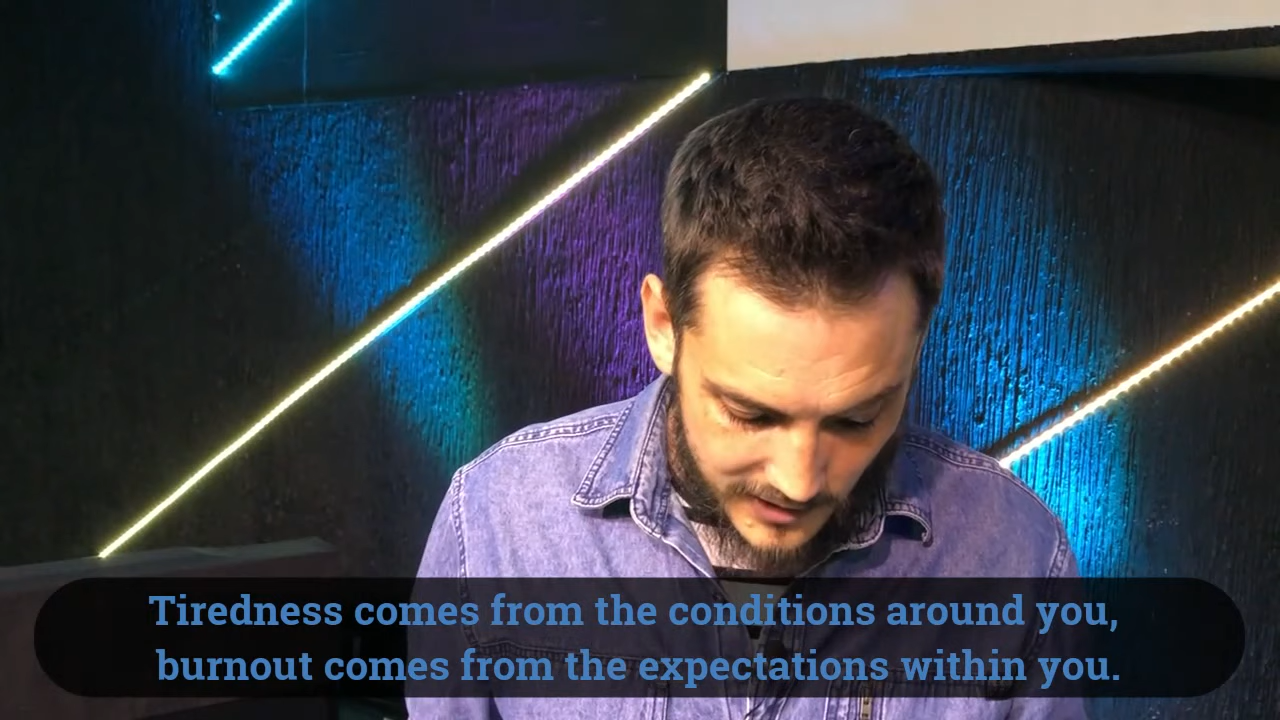 Tiredness comes from the conditions around you,
burnout comes from the expectations within you.